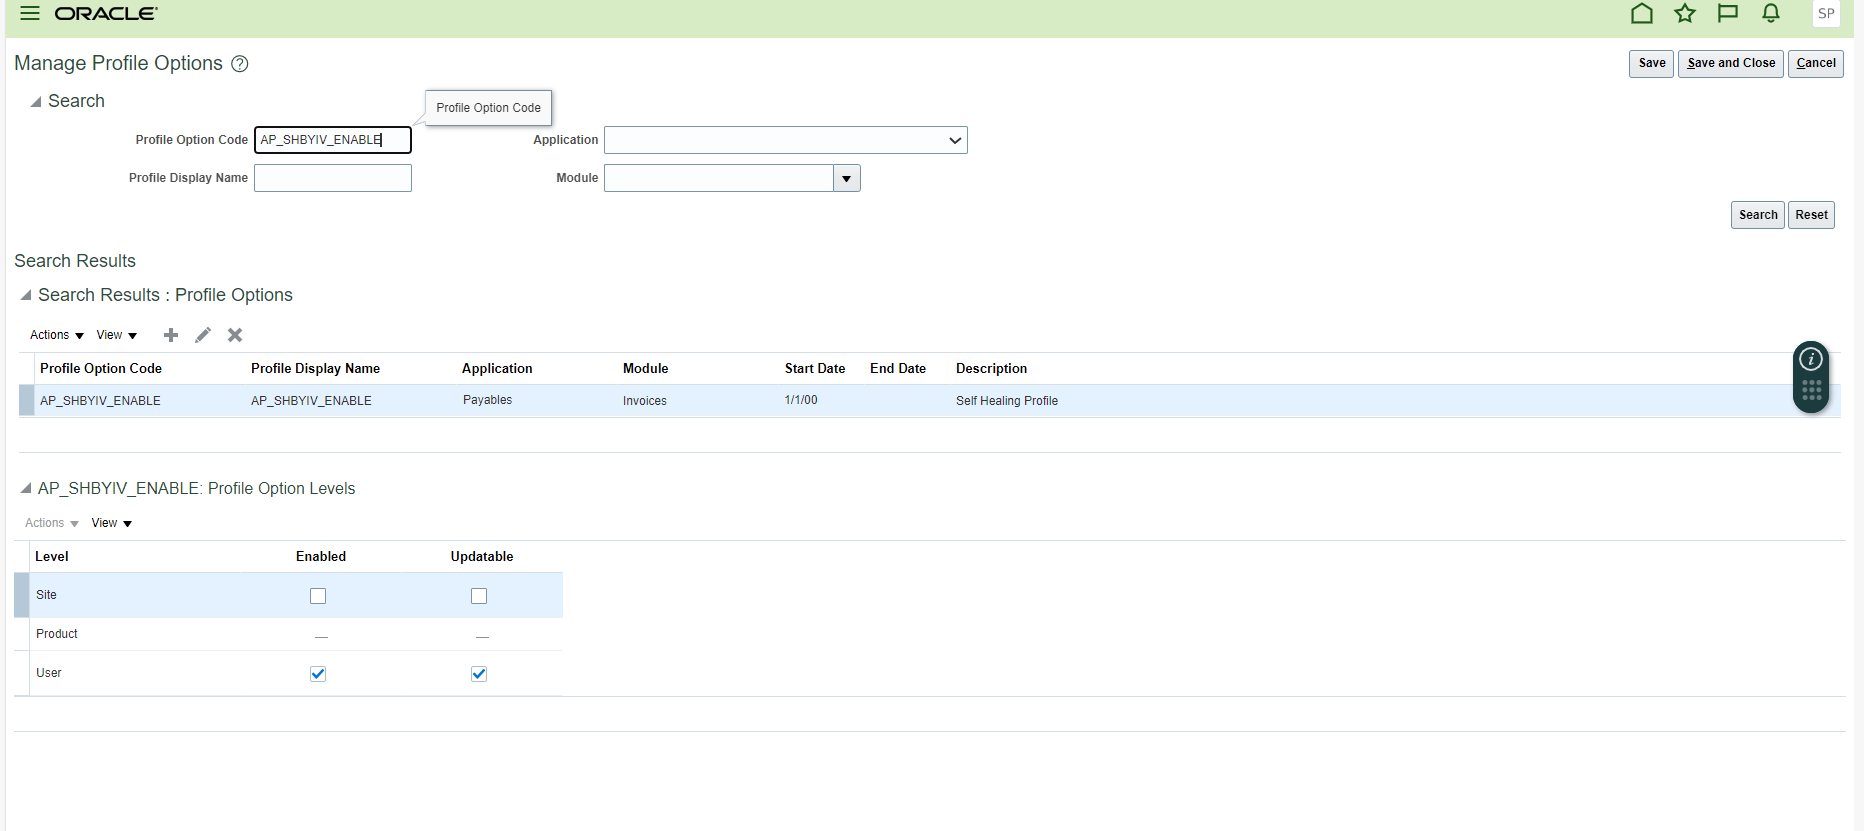 ORACLE
SP
Manage Profile Options
Save
Save and Close
Cancel
Search
Profile Option Code
Profile Option Code AP_SHBYIV_ENABLE
Application
Profile Display Name
Module
Search
Reset
Search Results
Search Results : Profile Options
Actions View
Profile Option Code Profile Display Name Application Module Start Date End Date Description
AP_SHBYIV_ENABLE AP_SHBYIV_ENABLE Payables Invoices 1/1/00 Self Healing Profile
AP_SHBYIV_ENABLE: Profile Option Levels
Actions View
Level Enabled Updatable
Site
Product
User